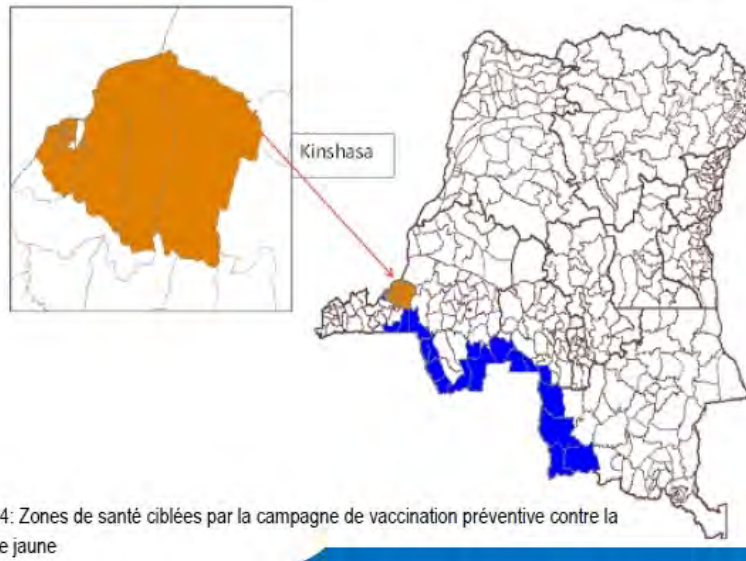 Kinshasa
4: Zones de santé ciblées par la campagne de vaccination préventive contre la
e jaune